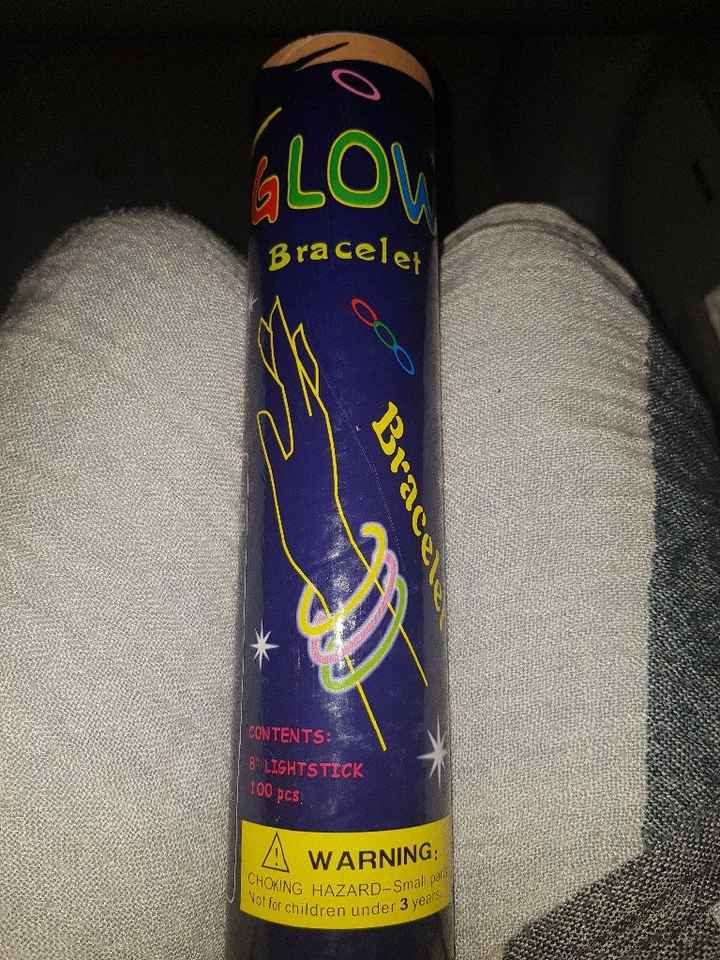 GLOW
Bracelet
Bracelet
CONTENTS:
8" LIGHTSTICK
100 pcs
WARNING:
CHOKING HAZARD-Small parts
Not for children under 3 years